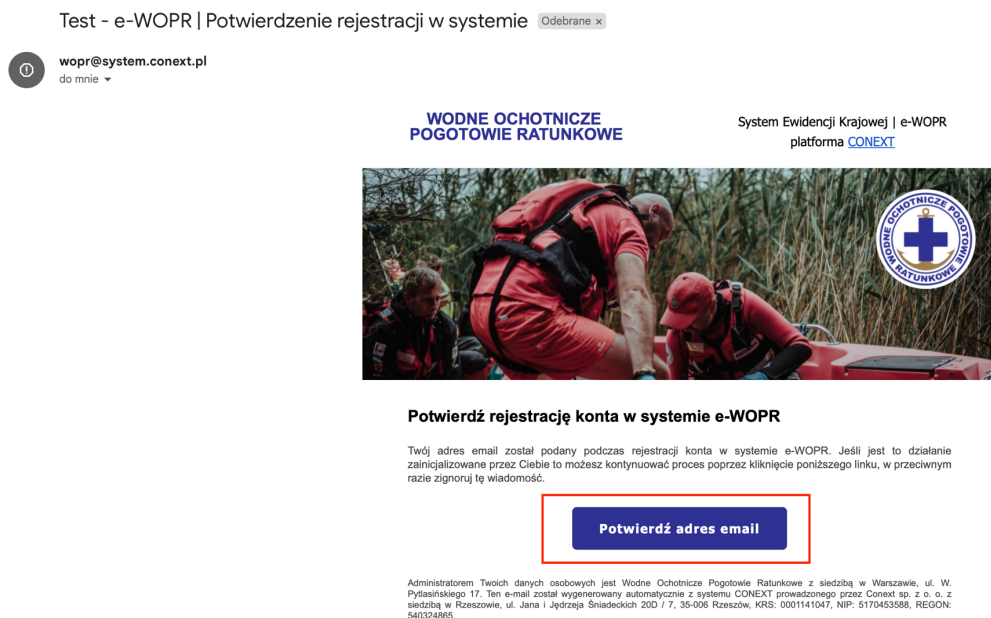 Test - e-WOPR | Potwierdzenie rejestracji w systemie Odebrane ×
wopr@system.conext.pl
do mnie
WODNE OCHOTNICZE
POGOTOWIE RATUNKOWE
System Ewidencji Krajowej | e-WOPR
platforma CONEXT
WODNE OCHOTNICZE POGOTOWIE RATUNKOWE
Potwierdź rejestrację konta w systemie e-WOPR
Twój adres email został podany podczas rejestracji konta w systemie e-WOPR. Jeśli jest to działanie
zainicjalizowane przez Ciebie to możesz kontynuować proces poprzez kliknięcie poniższego linku, w przeciwnym
razie zignoruj tę wiadomość.
Potwierdź adres email
Administratorem Twoich danych osobowych jest Wodne Ochotnicze Pogotowie Ratunkowe z siedzibą w Warszawie, ul. W.
Pytlasińskiego 17. Ten e-mail został wygenerowany automatycznie z systemu CONEXT prowadzonego przez Conext sp. z o. o. z
siedzibą w Rzeszowie, ul. Jana i Jędrzeja Śniadeckich 20D / 7, 35-006 Rzeszów, KRS: 0001141047, NIP: 5170453588, REGON:
540324865.